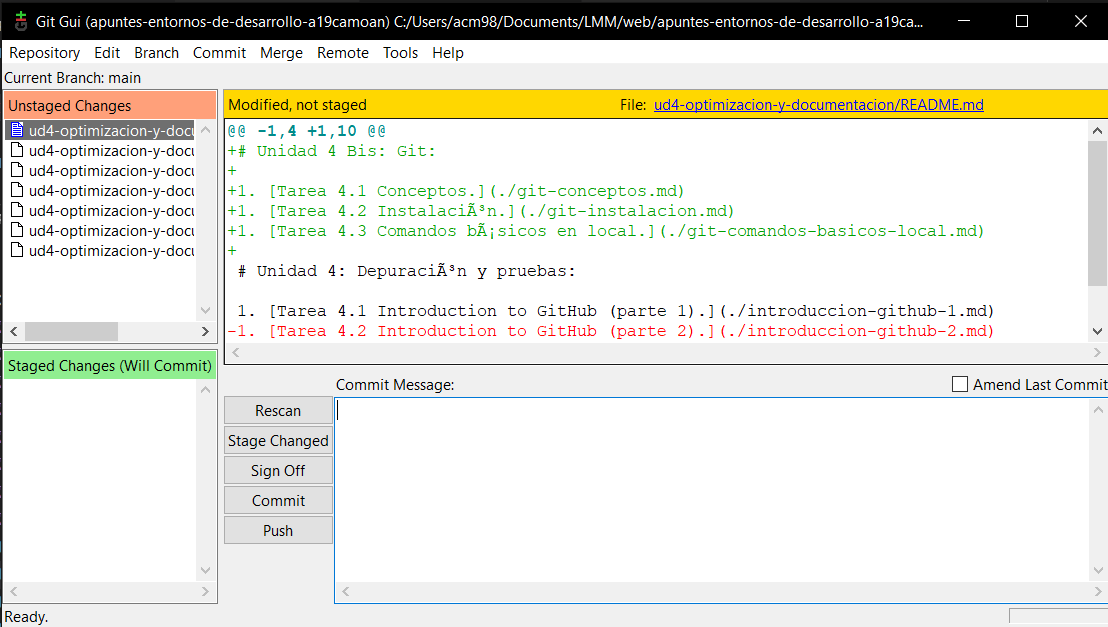 Git Gui (apuntes-entornos-de-desarrollo-a19camoan) C:/Users/acm98/Documents/LMM/web/apuntes-entornos-de-desarrollo-a19ca...
Repository Edit Branch Commit Merge Remote Tools Help
Current Branch: main
Unstaged Changes
ud4-optimizacion-y-docu
ud4-optimizacion-y-docu
ud4-optimizacion-y-docu
ud4-optimizacion-y-docu
ud4-optimizacion-y-docu
ud4-optimizacion-y-docu
ud4-optimizacion-y-docu
Staged Changes (Will Commit)
Modified, not staged File: ud4-optimizacion-y-documentacion/README.md
@@ -1,4 +1,10 @@
+# Unidad 4 Bis: Git:
+
+1. [Tarea 4.1 Conceptos.](./git-conceptos.md)
+1. [Tarea 4.2 InstalaciÃ³n.](./git-instalacion.md)
+1. [Tarea 4.3 Comandos bÃ¡sicos en local.](./git-comandos-basicos-local.md)
+
# Unidad 4: DepuraciÃ³n y pruebas:
1. [Tarea 4.1 Introduction to GitHub (parte 1).](./introduccion-github-1.md)
-1. [Tarea 4.2 Introduction to GitHub (parte 2).](./introduccion-github-2.md)
Commit Message: Amend Last Commit
Rescan
Stage Changed
Sign Off
Commit
Push
Ready.